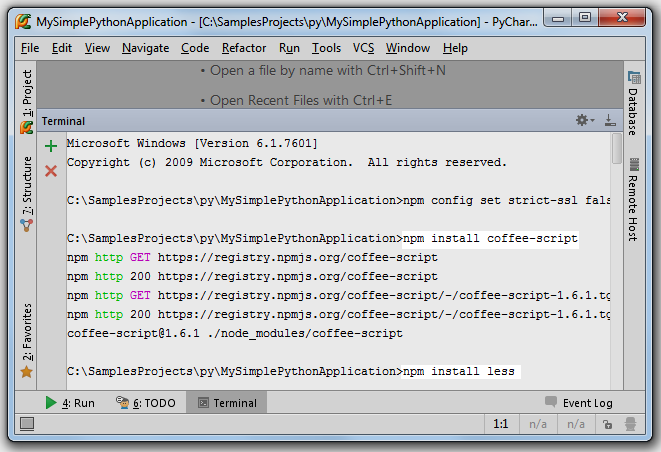 MySimplePythonApplication - [C:\SamplesProjects\py\MySimplePythonApplication] - PyChar...
File Edit View Navigate Code Refactor Run Tools VCS Window Help
• Open a file by name with Ctrl+Shift+N
• Open Recent Files with Ctrl+E
1: Project
7: Structure
2: Favorites
Terminal
Microsoft Windows [Version 6.1.7601]
Copyright (c) 2009 Microsoft Corporation.  All rights reserved.
C:\SamplesProjects\py\MySimplePythonApplication>npm config set strict-ssl fals
C:\SamplesProjects\py\MySimplePythonApplication>npm install coffee-script
npm http GET https://registry.npmjs.org/coffee-script
npm http 200 https://registry.npmjs.org/coffee-script
npm http GET https://registry.npmjs.org/coffee-script/-/coffee-script-1.6.1.tg
npm http 200 https://registry.npmjs.org/coffee-script/-/coffee-script-1.6.1.tg
coffee-script@1.6.1 ./node_modules/coffee-script
C:\SamplesProjects\py\MySimplePythonApplication>npm install less
Database
Remote Host
4: Run 6: TODO Terminal Event Log
1:1 n/a n/a